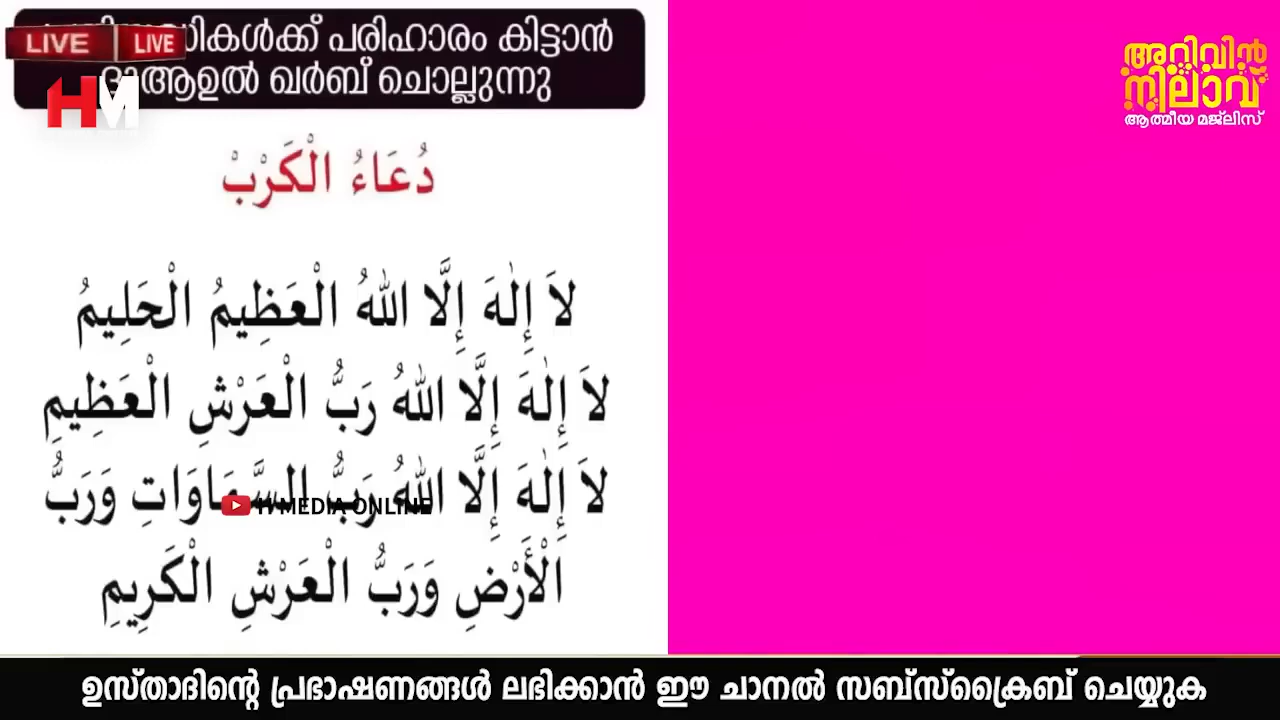 LIVE LIVE
പരിഹാരം കിട്ടാൻ
ഖർബ് ചൊല്ലുന്നു
HM
അറിവിൻ
നിലാവ്
ആത്മീയ മജ്ലിസ്
دُعَاءُ الْكَرْبْ
لاَ إِلٰهَ إِلَّا اللهُ الْعَظِيمُ الْحَلِيمُ
لاَ إِلٰهَ إِلَّا اللهُ رَبُّ الْعَرْشِ الْعَظِيمِ
لاَ إِلٰهَ إِلَّا اللهُ رَبُّ السَّمَاوَاتِ وَرَبُّ
H MEDIA ONLINE
الْأَرْضِ وَرَبُّ الْعَرْشِ الْكَرِيمِ
ഉസ്താദിന്റെ പ്രഭാഷണങ്ങൾ ലഭിക്കാൻ ഈ ചാനൽ സബ്സ്ക്രൈബ് ചെയ്യുക